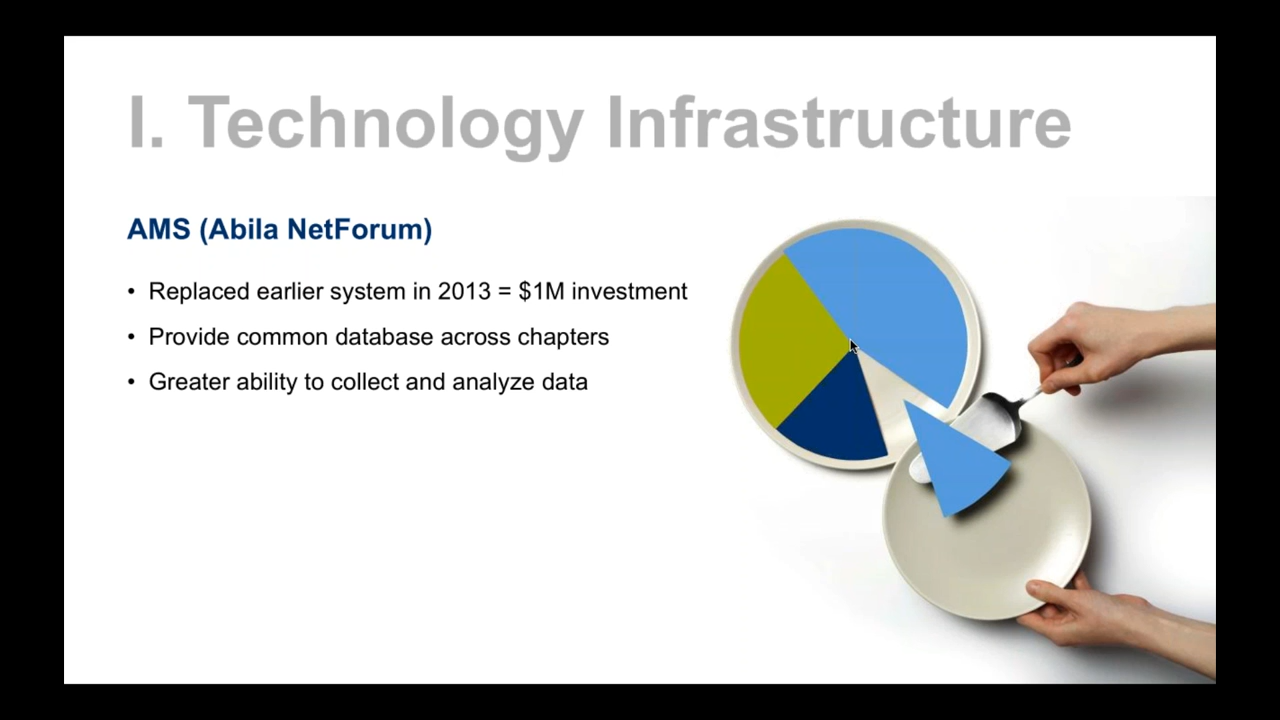 I. Technology Infrastructure
AMS (Abila NetForum)
• Replaced earlier system in 2013 = $1M investment
• Provide common database across chapters
• Greater ability to collect and analyze data